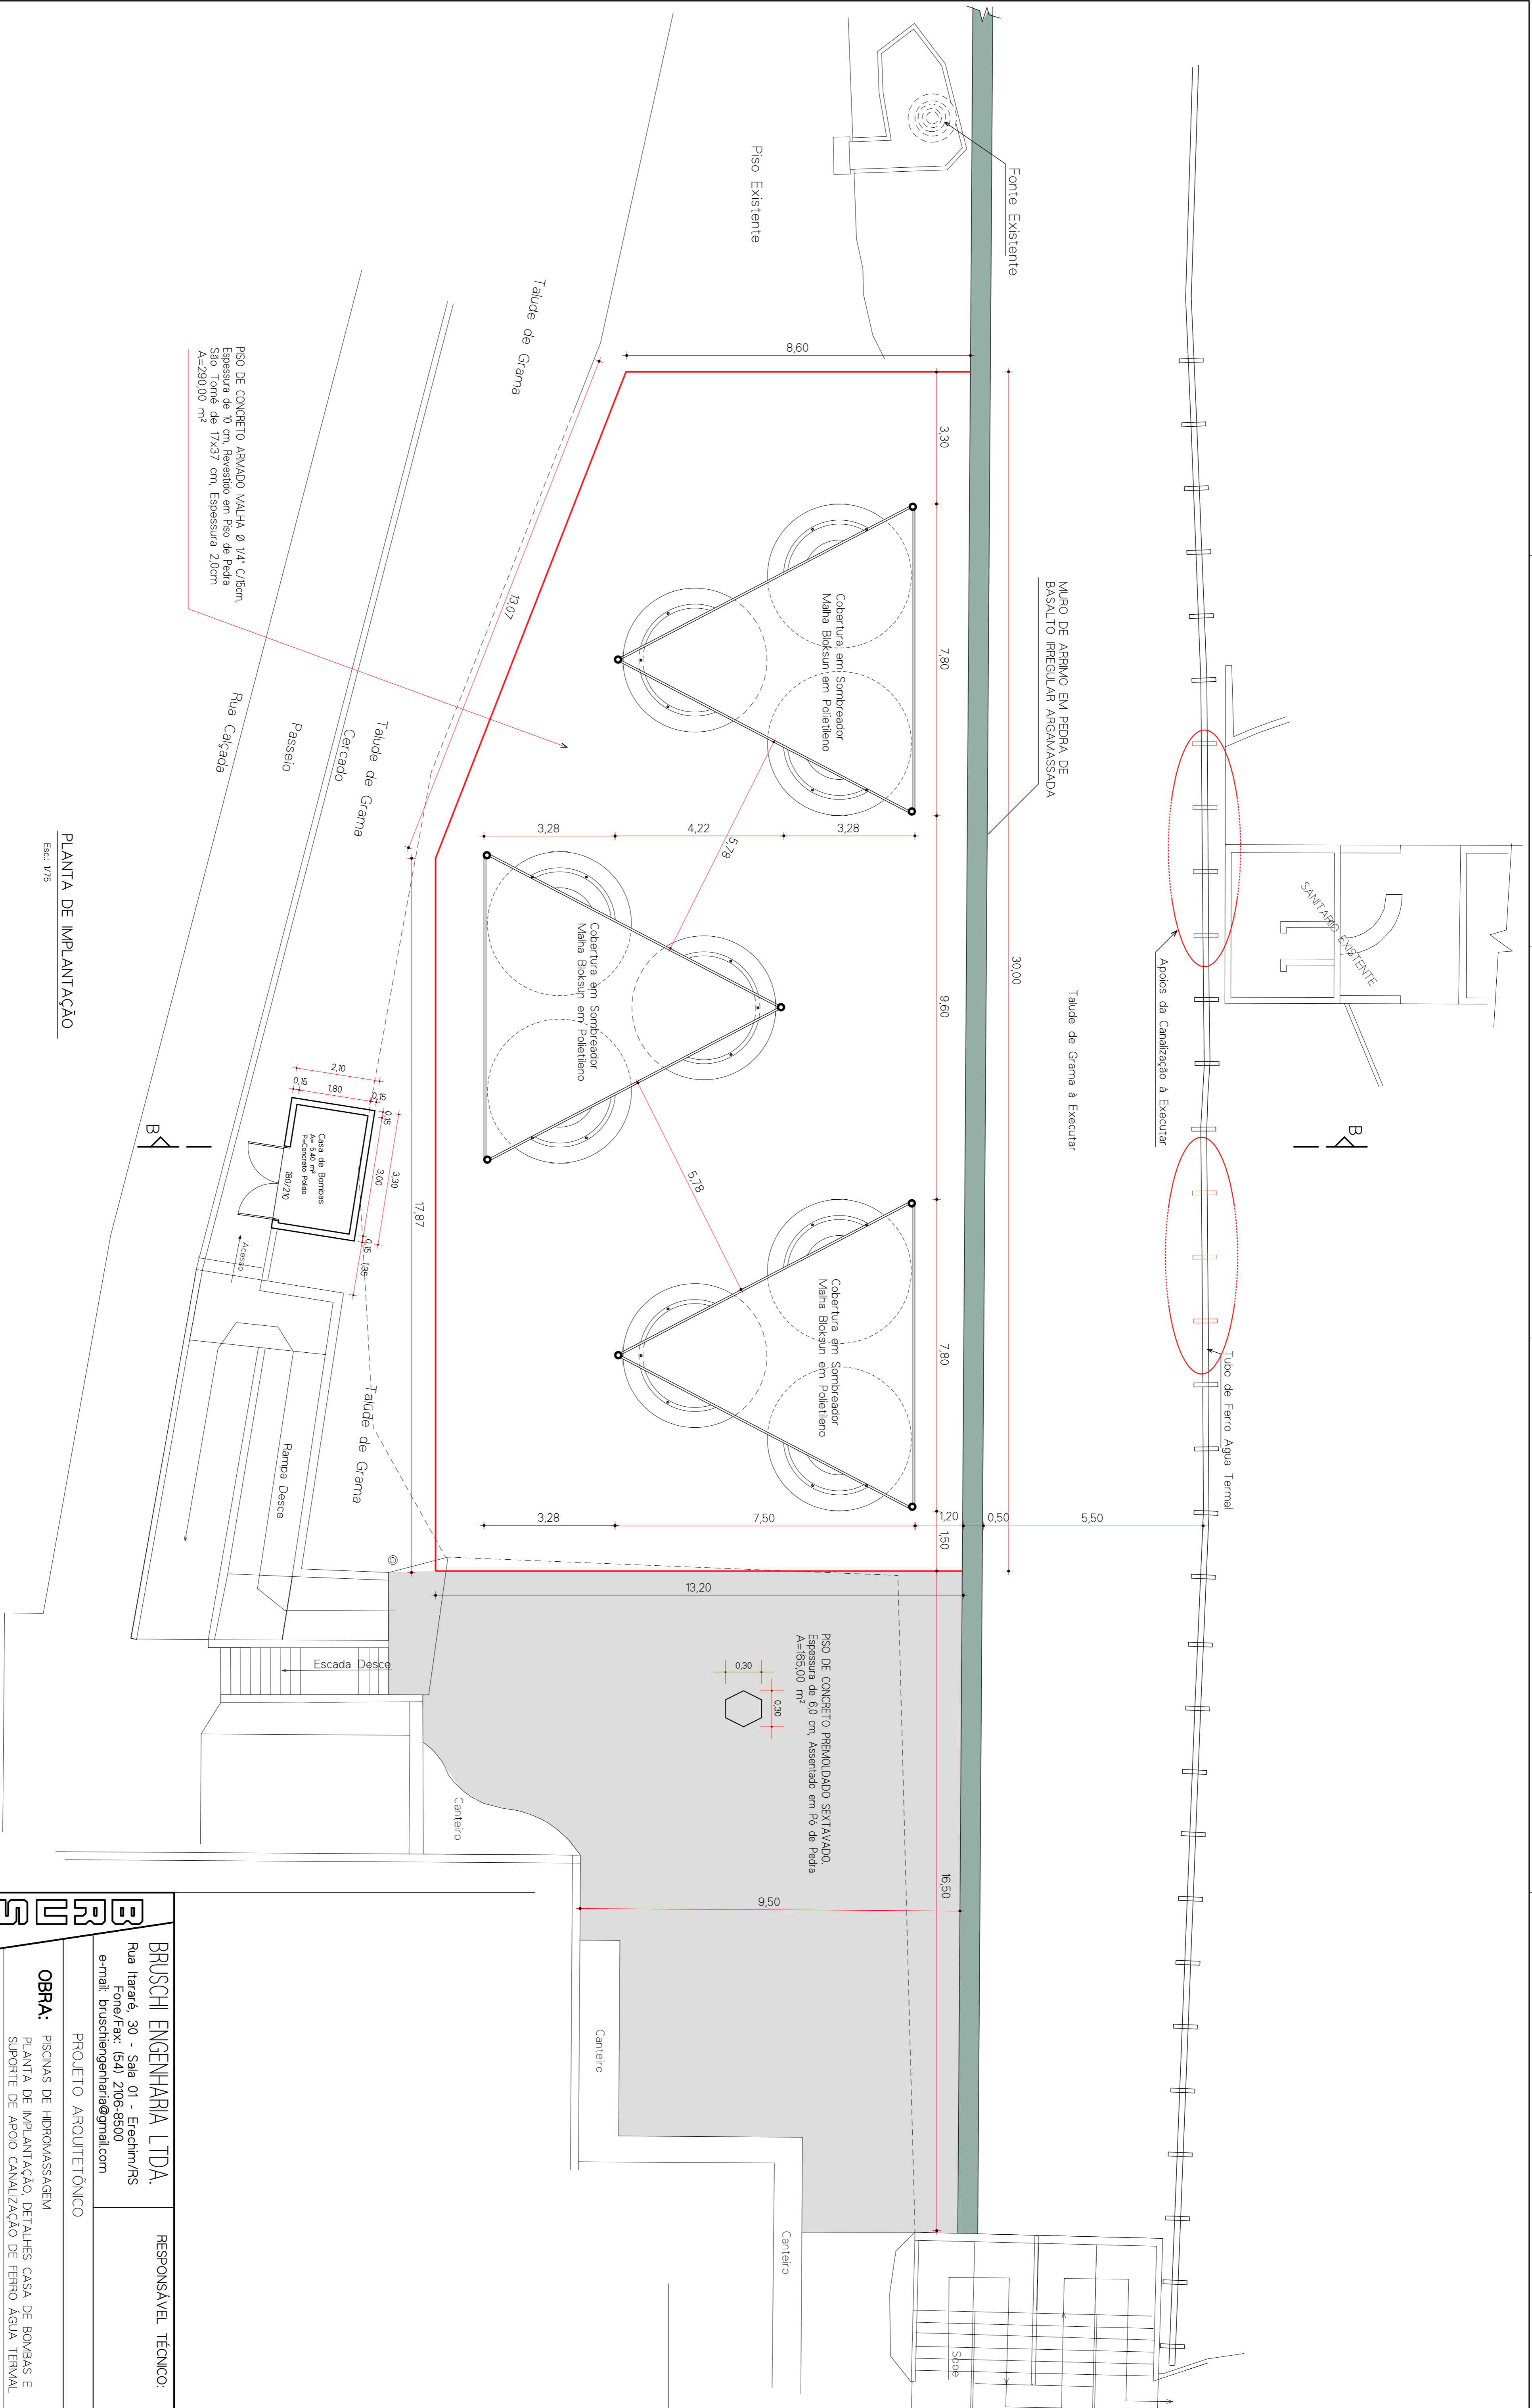 Fonte Existente
Piso Existente
Talude de Grama
MURO DE ARRIMO EM PEDRA DE
BASALTO IRREGULAR ARGAMASSADA
SANITARIO EXISTENTE
Apoios da Canalização à Executar
Talude de Grama à Executar
Tubo de Ferro Agua Termal
B
B
30,00
8,60
3,30
7,80
9,60
7,80
1,50
1,20
0,50
5,50
16,50
Cobertura em Sombreador
Malha Bloksun em Polietileno
Cobertura em Sombreador
Malha Bloksun em Polietileno
Cobertura em Sombreador
Malha Bloksun em Polietileno
3,28
4,22
3,28
5,78
5,78
3,28
7,50
13,07
17,87
13,20
9,50
PISO DE CONCRETO ARMADO MALHA Ø 1/4" C/15cm,
Espessura de 10 cm, Revestido em Piso de Pedra
São Tomé de 17x37 cm, Espessura 2,0cm
A=290,00 m²
Talude de Grama
Cercado
Passeio
Rua Calçada
2,10
0,15
1,80
0,15
0,15
3,00
3,30
0,15
1,35
Casa de Bombas
A= 5,40 m²
P=Concreto Polido
180/210
Acesso
Rampa Desce
Talude de Grama
Escada Desce
PISO DE CONCRETO PREMOLDADO SEXTAVADO.
Espessura de 6,0 cm, Assentado em Pó de Pedra
A=165,00 m²
0,30
0,30
Canteiro
Canteiro
Canteiro
Sobe
PLANTA DE IMPLANTAÇÃO
Esc.: 1/75
BRUS
BRUSCHI ENGENHARIA LTDA.
Rua Itararé, 30 - Sala 01 - Erechim/RS
Fone/Fax: (54) 2106-8500
e-mail: bruschiengenharia@gmail.com
RESPONSÁVEL TÉCNICO:
PROJETO ARQUITETÔNICO
OBRA: PISCINAS DE HIDROMASSAGEM
PLANTA DE IMPLANTAÇÃO, DETALHES CASA DE BOMBAS E
SUPORTE DE APOIO CANALIZAÇÃO DE FERRO ÁGUA TERMAL